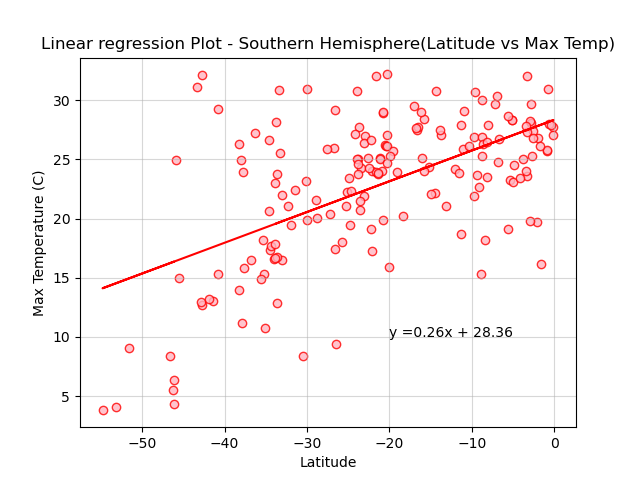 Linear regression Plot - Southern Hemisphere(Latitude vs Max Temp)
Max Temperature (C)
30
25
20
15
10
5
y =0.26x + 28.36
−50 −40 −30 −20 −10 0
Latitude